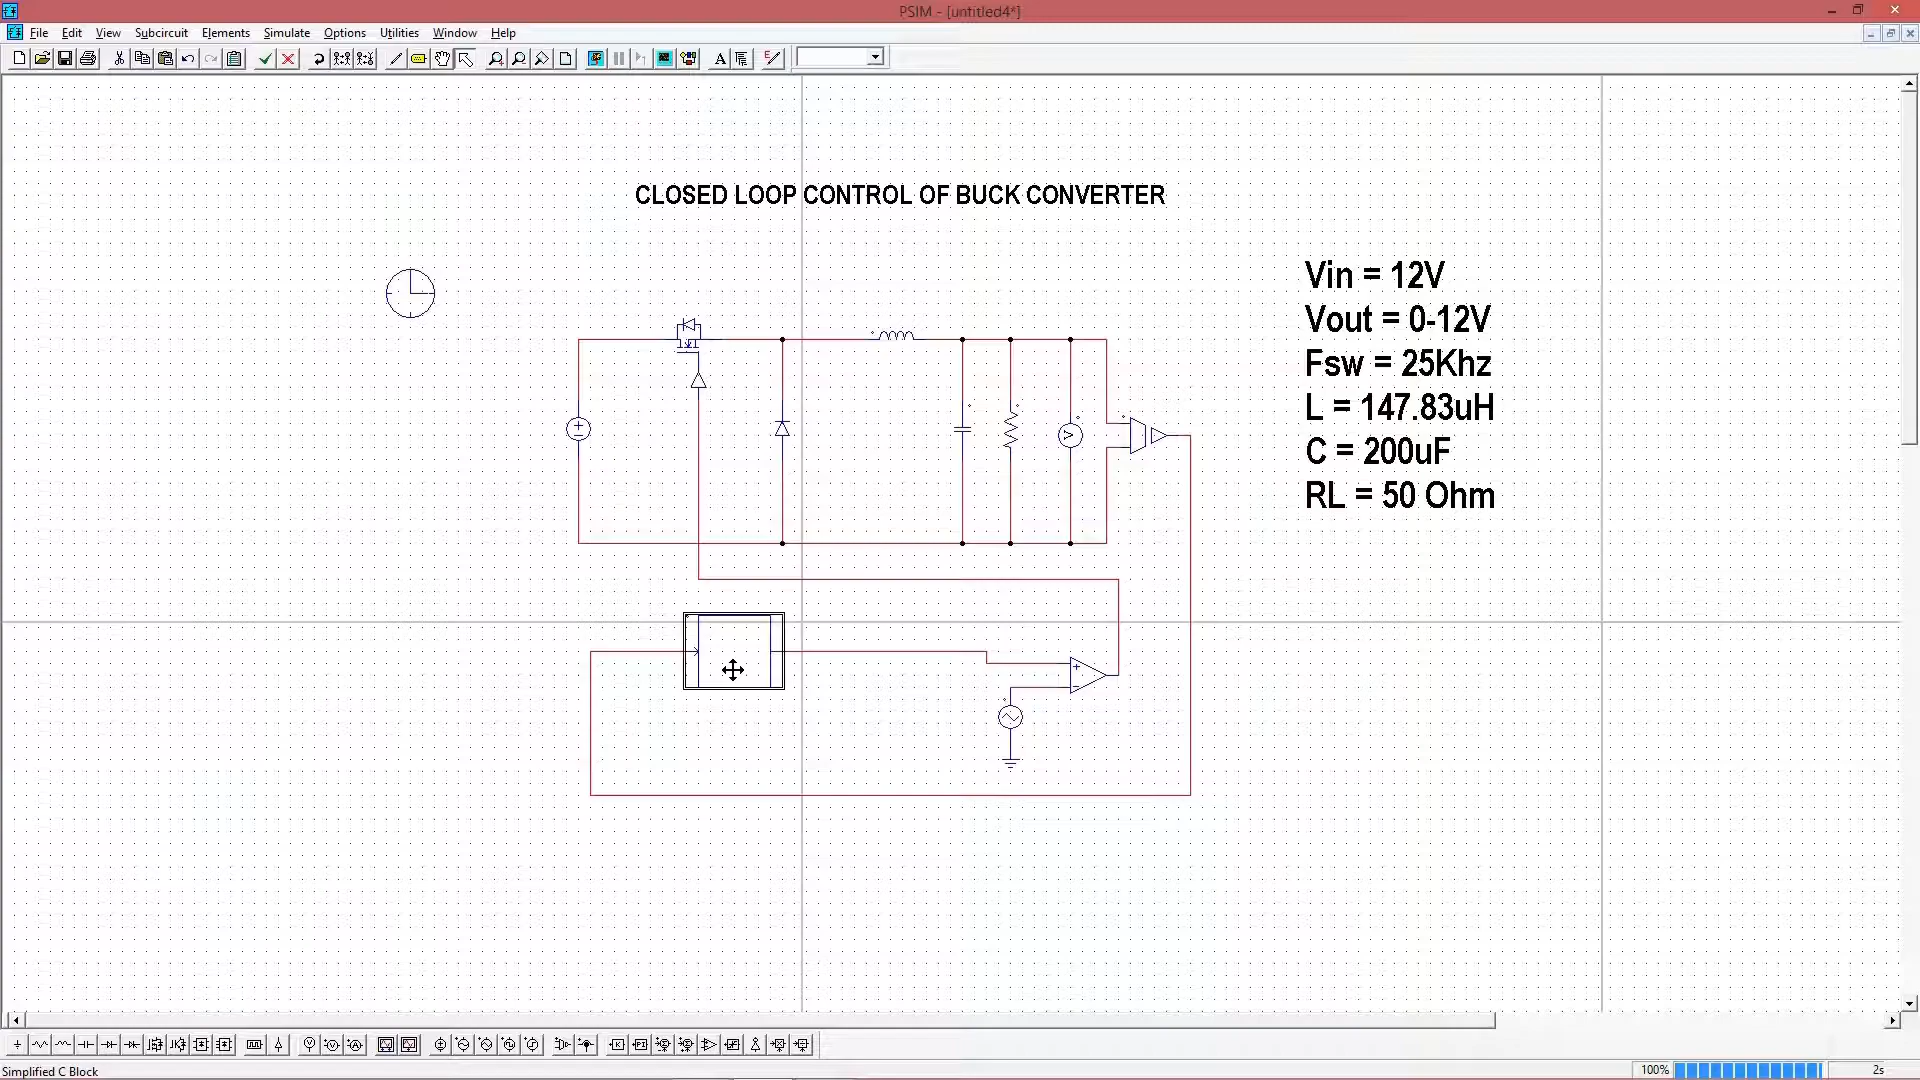 PSIM - [untitled4*]
File Edit View Subcircuit Elements Simulate Options Utilities Window Help
CLOSED LOOP CONTROL OF BUCK CONVERTER
Vin = 12V
Vout = 0-12V
Fsw = 25Khz
L = 147.83uH
C = 200uF
RL = 50 Ohm
Simplified C Block
100%
2s